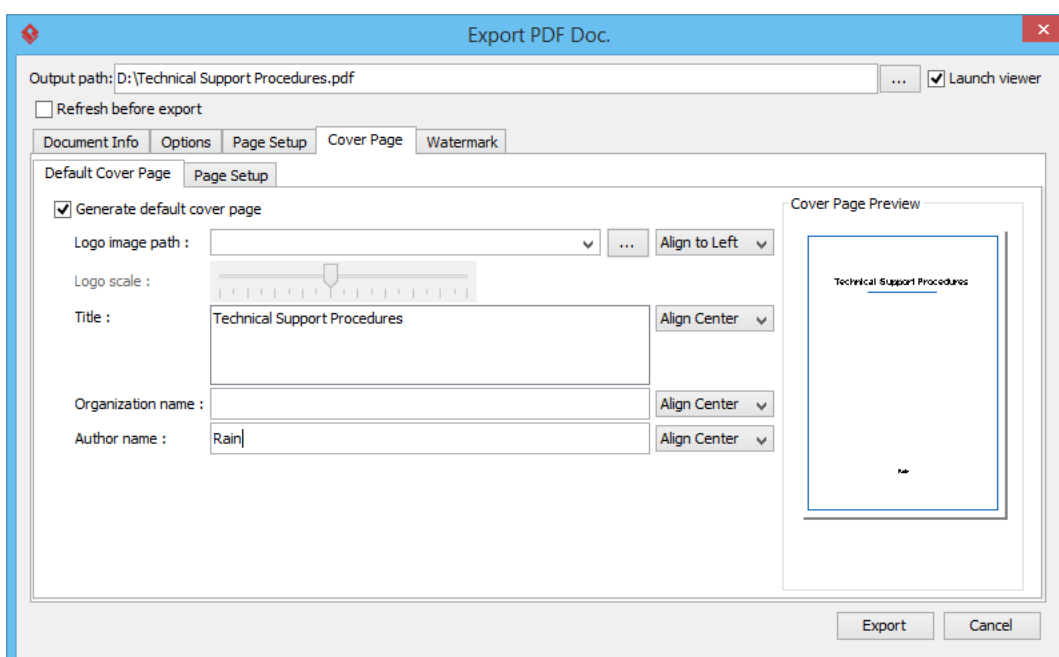 Export PDF Doc.
Output path: D:\Technical Support Procedures.pdf ... Launch viewer
Refresh before export
Document Info Options Page Setup Cover Page Watermark
Default Cover Page Page Setup
Generate default cover page
Logo image path : ... Align to Left
Logo scale :
Title : Technical Support Procedures Align Center
Organization name : Align Center
Author name : Rain Align Center
Cover Page Preview
Technical Support Procedures
Rain
Export Cancel